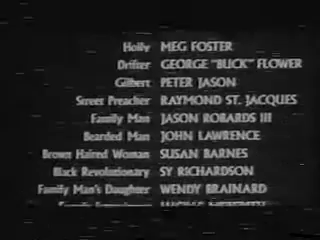 Holly MEG FOSTER
Drifter GEORGE "BUCK" FLOWER
Gilbert PETER JASON
Street Preacher RAYMOND ST. JACQUES
Family Man JASON ROBARDS III
Bearded Man JOHN LAWRENCE
Brown Haired Woman SUSAN BARNES
Black Revolutionary SY RICHARDSON
Family Man's Daughter WENDY BRAINARD